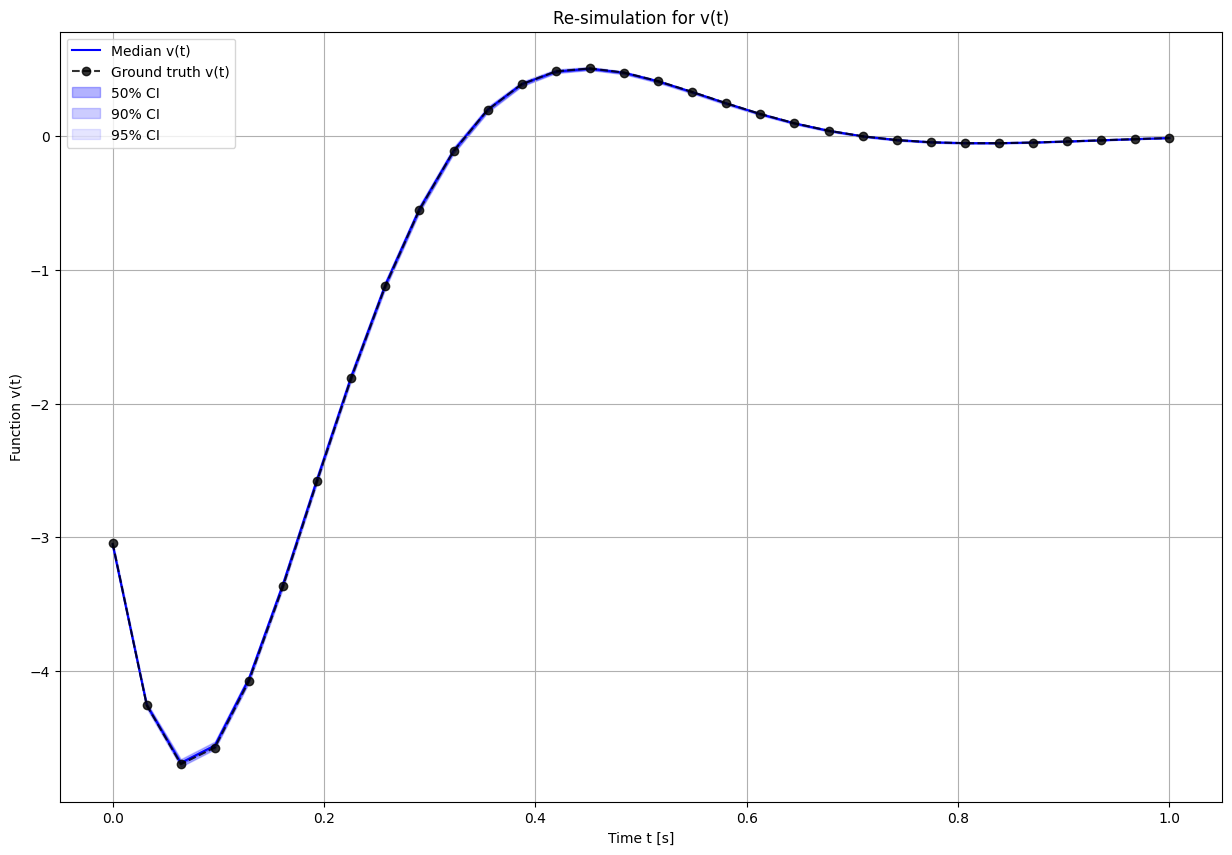 Re-simulation for v(t)
Median v(t)
Ground truth v(t)
50% CI
90% CI
95% CI
0
−1
−2
−3
−4
Function v(t)
0.0 0.2 0.4 0.6 0.8 1.0
Time t [s]